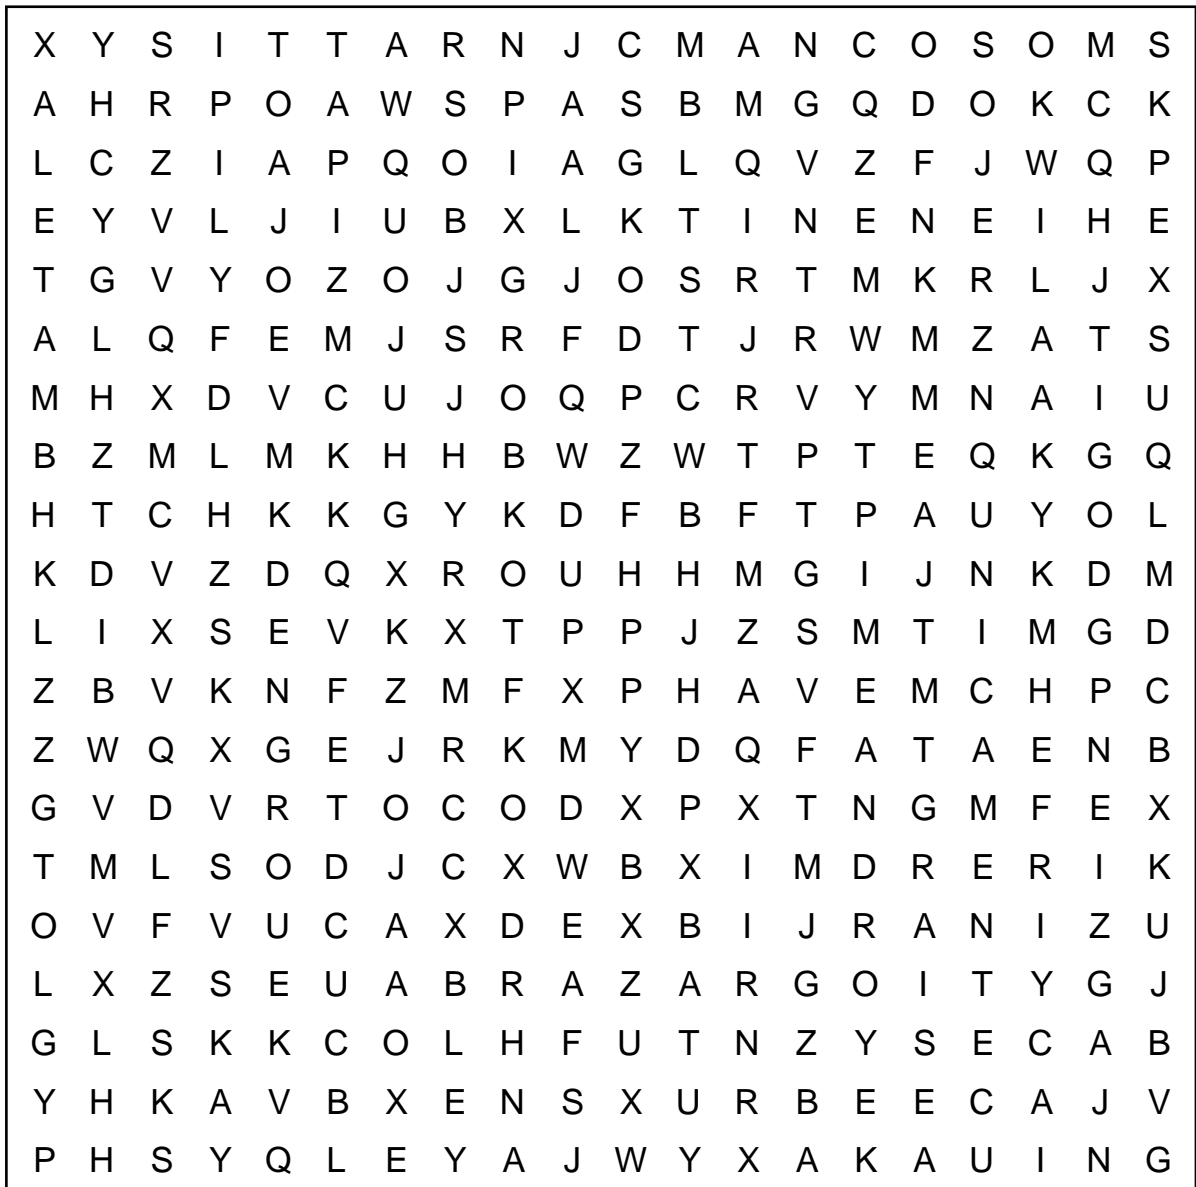 X Y S I T T A R N J C M A N C O S O M S
A H R P O A W S P A S B M G Q D O K C K
L C Z I A P Q O I A G L Q V Z F J W Q P
E Y V L J I U B X L K T I N E N E I H E
T G V Y O Z O J G J O S R T M K R L J X
A L Q F E M J S R F D T J R W M Z A T S
M H X D V C U J O Q P C R V Y M N A I U
B Z M L M K H H B W Z W T P T E Q K G Q
H T C H K K G Y K D F B F T P A U Y O L
K D V Z D Q X R O U H H M G I J N K D M
L I X S E V K X T P P J Z S M T I M G D
Z B V K N F Z M F X P H A V E M C H P C
Z W Q X G E J R K M Y D Q F A T A E N B
G V D V R T O C O D X P X T N G M F E X
T M L S O D J C X W B X I M D R E R I K
O V F V U C A X D E X B I J R A N I Z U
L X Z S E U A B R A Z A R G O I T Y G J
G L S K K C O L H F U T N Z Y S E C A B
Y H K A V B X E N S X U R B E E C A J V
P H S Y Q L E Y A J W Y X A K A U I N G